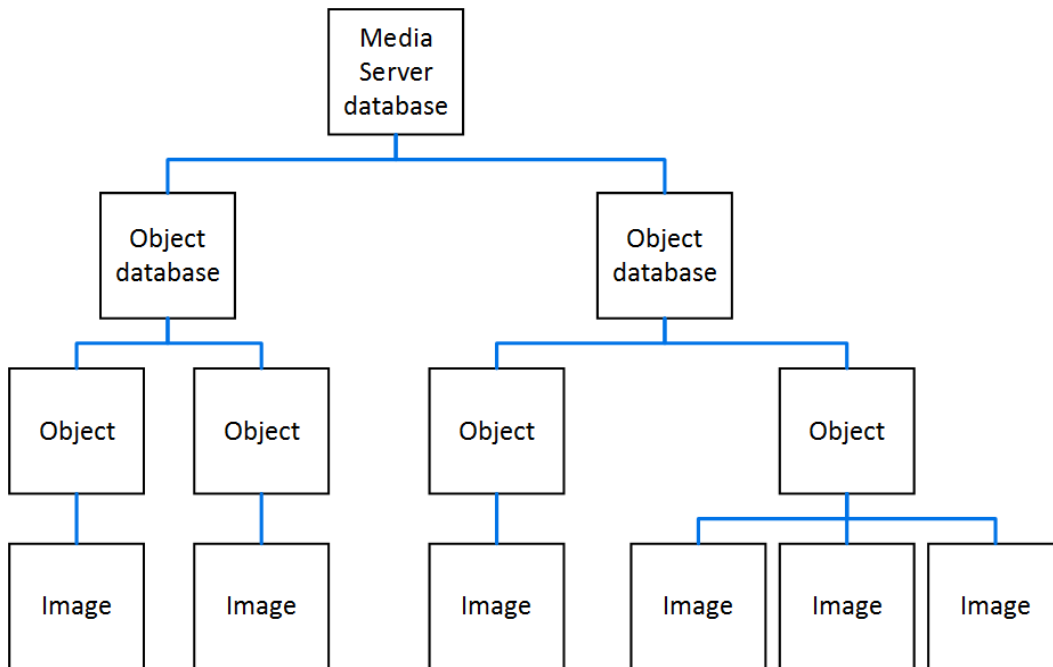 Media
Server
database
Object
database
Object
database
Object
Object
Object
Object
Image
Image
Image
Image
Image
Image